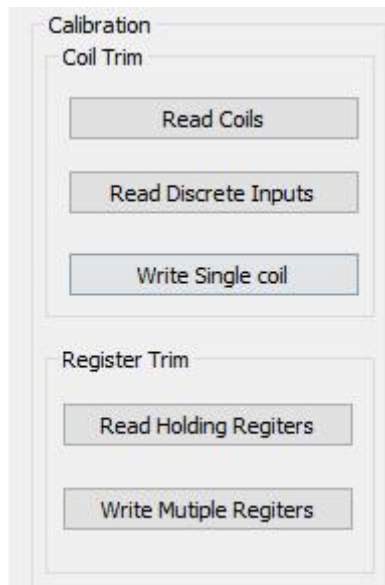 Calibration
Coil Trim
Read Coils
Read Discrete Inputs
Write Single coil
Register Trim
Read Holding Regiters
Write Mutiple Regiters